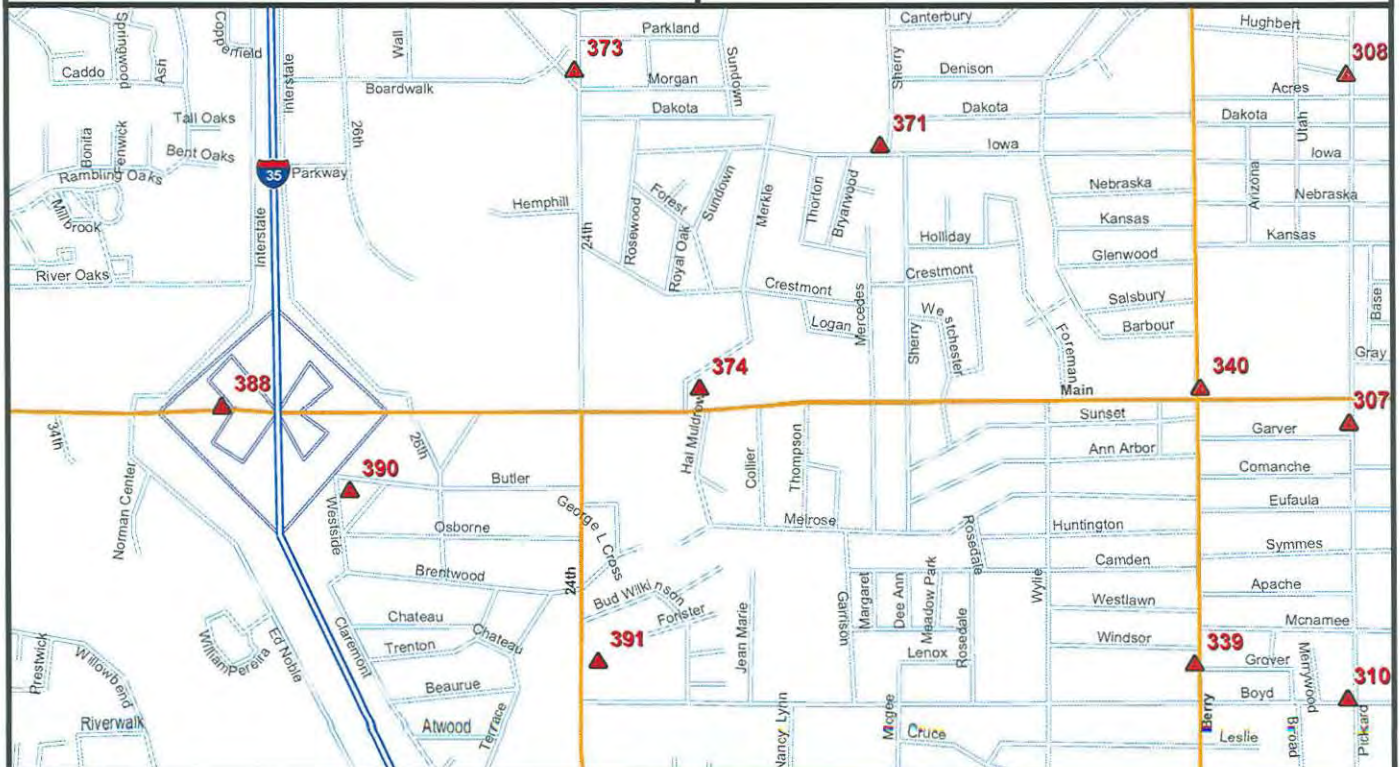 Springwood
Caddo
Ash
Copperfield
Interstate
Wall
Boardwalk
373
Parkland
Morgan
Sundown
Dakota
Canterbury
Sherry
Denison
Dakota
371
Iowa
Hughbert
308
Acres
Dakota
Utah
Iowa
Tall Oaks
Bonita
Bent Oaks
Rambling Oaks
Millbrook
River Oaks
35
Parkway
26th
Interstate
Hemphill
24th
Rosewood
Forest
Royal Oak
Sundown
Merkle
Thorton
Bryarwood
Nebraska
Kansas
Holliday
Glenwood
Arizona
Nebraska
Kansas
Crestmont
Logan
Mercedes
Crestmont
Sherry
Westchester
Salsbury
Barbour
Foreman
Base
Gray
388
374
Main
340
307
34th
26th
Hal Muldrow
Collier
Thompson
Sunset
Ann Arbor
Garver
Comanche
390
Norman Center
Westside
Butler
Osborne
George L Cross
Melrose
Rosedale
Huntington
Eufaula
Symmes
Brentwood
24th
Bud Wilkinson
Camden
Apache
Garrison
Margaret
Dee Ann
Meadow Park
Rosedale
Wylie
Westlawn
Chateau
Chateau
Trenton
Forister
Jean Marie
391
Windsor
Lenox
339
Mcnamee
Grover
Merrywood
310
Prestwick
Willowbend
William Pereita
Ed Noble
Claremont
Beaurue
Boyd
Riverwalk
Atwood
Terrace
Nancy Lynn
Mcgee
Cruce
Berry
Leslie
Broad
Pickard